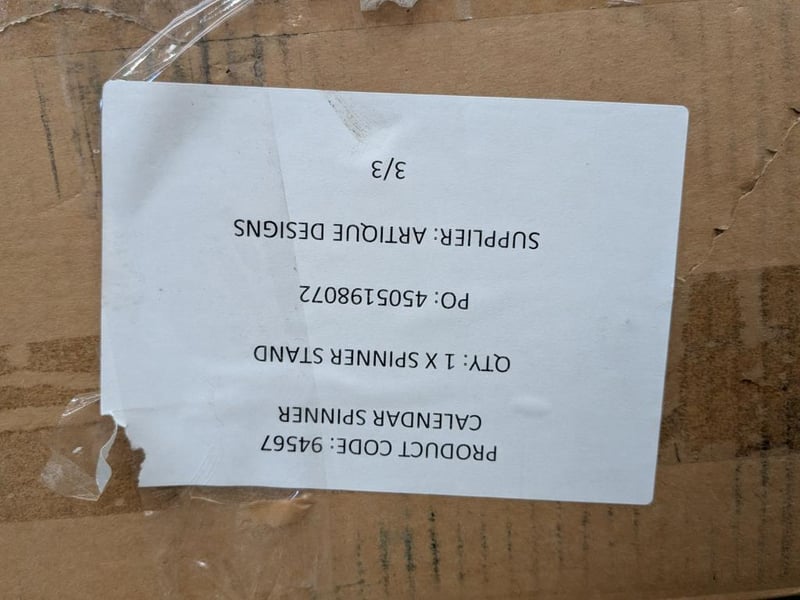 PRODUCT CODE: 94567
CALENDAR SPINNER
QTY: 1 X SPINNER STAND
PO: 4505198072
SUPPLIER: ARTIQUE DESIGNS
3/3